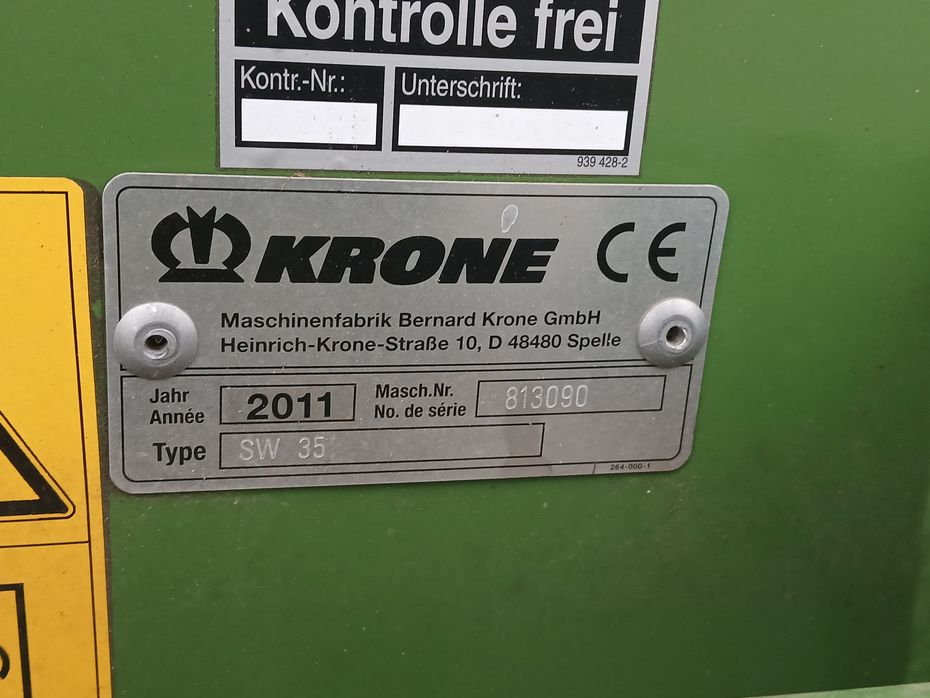 Kontrolle frei
Kontr.-Nr.:
Unterschrift:
939 428-2
KRONE CE
Maschinenfabrik Bernard Krone GmbH
Heinrich-Krone-Straße 10, D 48480 Spelle
Jahr
Année
2011
Masch.Nr.
No. de série
813090
Type
SW 35
264-000-1